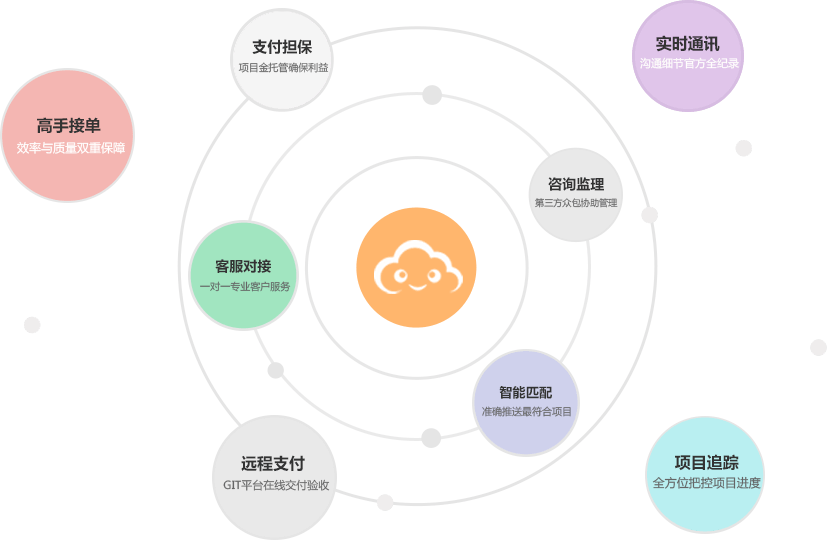 支付担保
项目金托管确保利益
实时通讯
沟通细节官方全纪录
高手接单
效率与质量双重保障
咨询监理
第三方众包协助管理
客服对接
一对一专业客户服务
智能匹配
准确推送最符合项目
远程支付
GIT平台在线交付验收
项目追踪
全方位把控项目进度